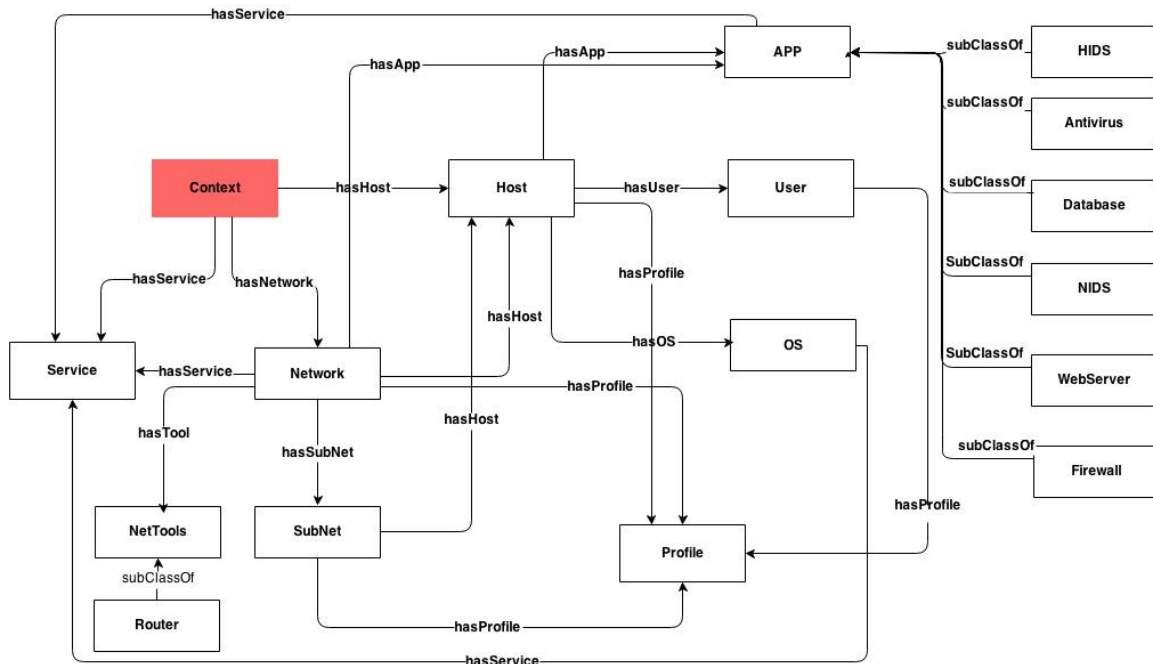 hasService
APP
subClassOf
HIDS
hasApp
hasApp
subClassOf
Antivirus
Context
hasHost
Host
hasUser
User
subClassOf
Database
hasService
hasNetwork
hasProfile
SubClassOf
NIDS
hasHost
hasOS
OS
Service
hasService
Network
hasProfile
SubClassOf
WebServer
hasTool
hasSubNet
hasHost
subClassOf
Firewall
NetTools
SubNet
hasProfile
Profile
subClassOf
Router
hasProfile
hasService